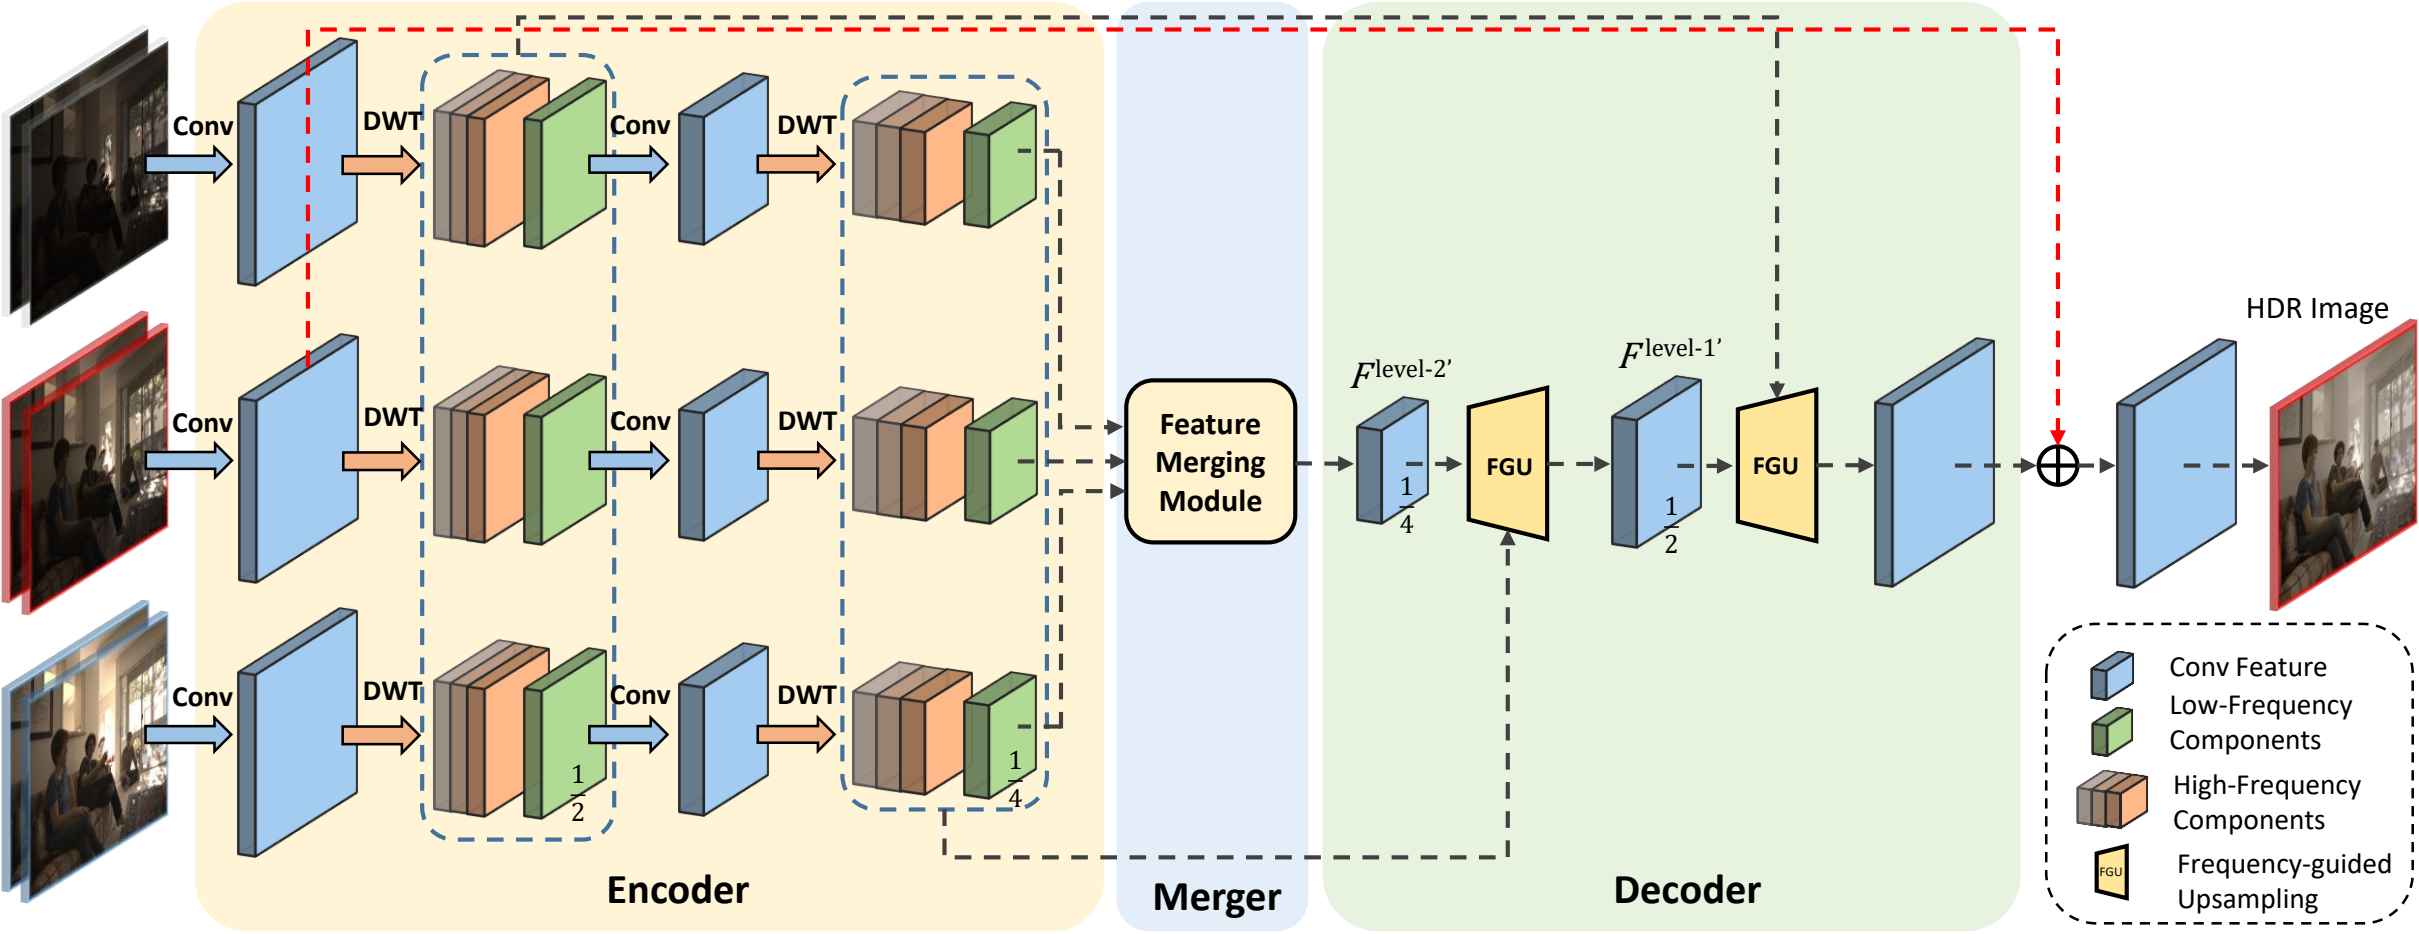 Conv
DWT
Conv
DWT
Conv
DWT
Conv
DWT
Conv
DWT
Conv
DWT
1
2
1
4
Encoder
Feature
Merging
Module
Merger
F level-2’
1
4
FGU
F level-1’
1
2
FGU
Decoder
HDR Image
Conv Feature
Low-Frequency
Components
High-Frequency
Components
FGU
Frequency-guided
Upsampling